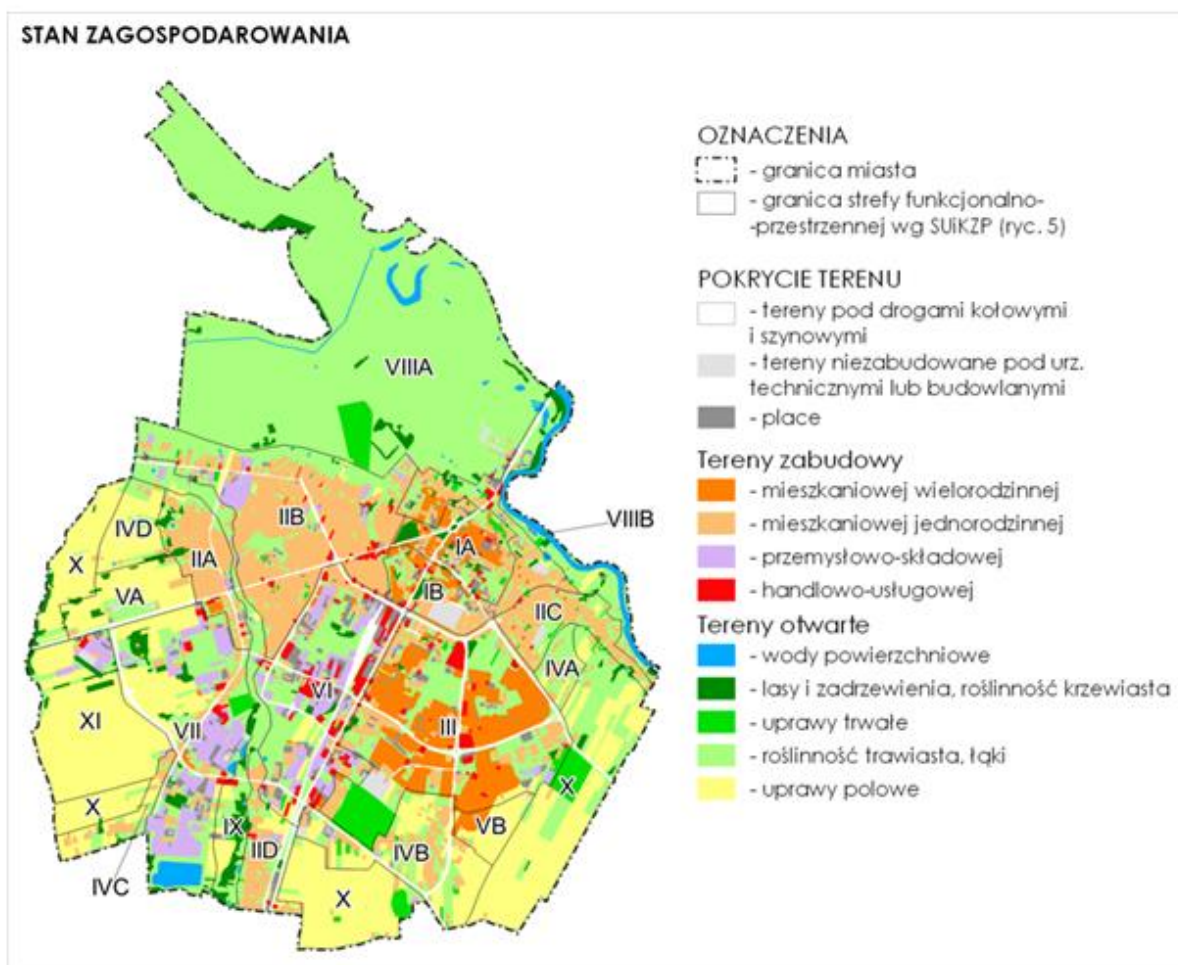 STAN ZAGOSPODAROWANIA
OZNACZENIA
- granica miasta
- granica strefy funkcjonalno-
-przestrzennej wg SUiKZP (ryc. 5)
POKRYCIE TERENU
- tereny pod drogami kołowymi
i szynowymi
- tereny niezabudowane pod urz.
technicznymi lub budowlanymi
- place
Tereny zabudowy
- mieszkaniowej wielorodzinnej
- mieszkaniowej jednorodzinnej
- przemysłowo-składowej
- handlowo-usługowej
Tereny otwarte
- wody powierzchniowe
- lasy i zadrzewienia, roślinność krzewiasta
- uprawy trwałe
- roślinność trawiasta, łąki
- uprawy polowe
VIIIA
VIIIB
IVD
IIB
IA
X
IIA
VA
IB
IIC
IVA
VI
XI
VII
III
X
X
IX
VB
IID
IVB
IVC
X